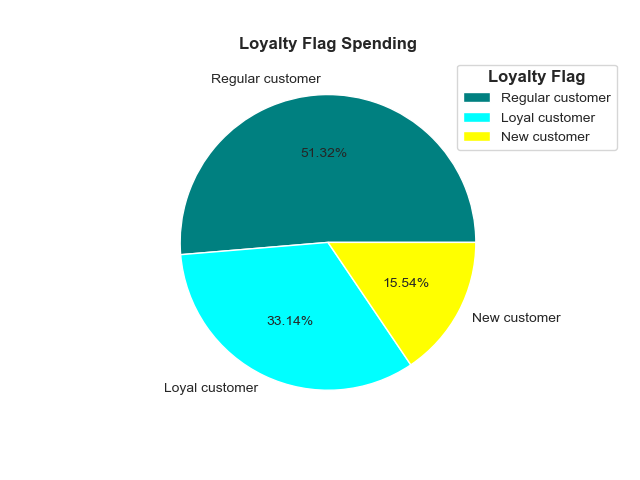 Loyalty Flag Spending
Regular customer
Loyalty Flag
Regular customer
Loyal customer
New customer
51.32%
15.54%
33.14%
New customer
Loyal customer